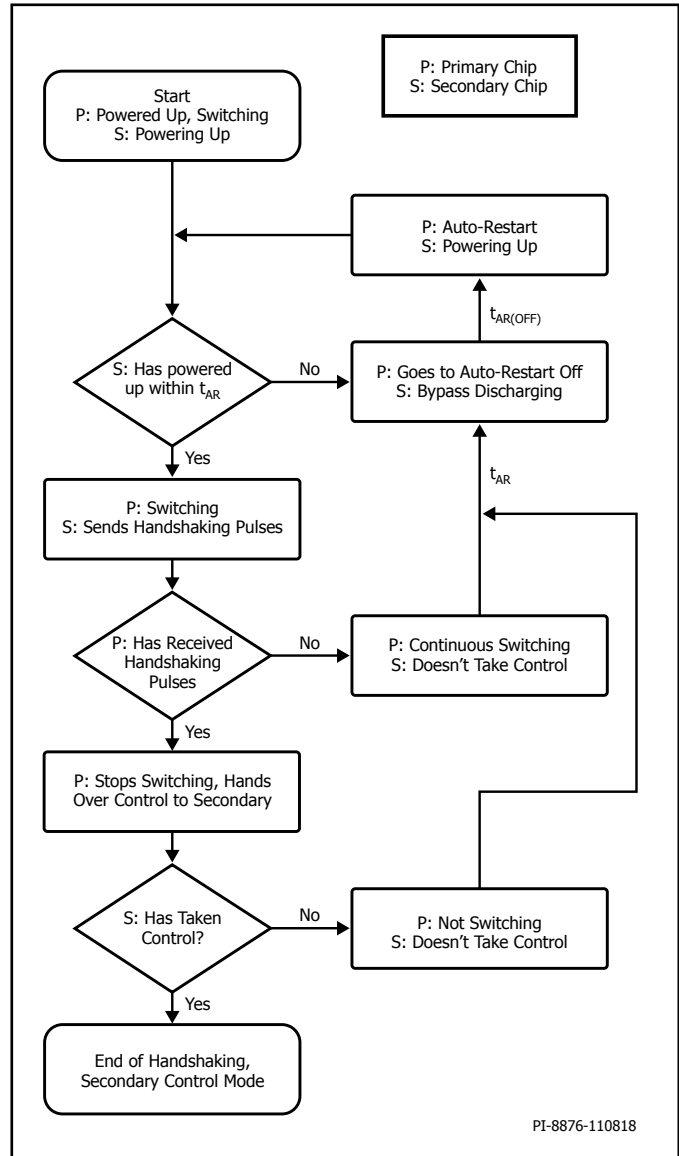 P: Primary Chip
S: Secondary Chip
Start
P: Powered Up, Switching
S: Powering Up
P: Auto-Restart
S: Powering Up
tAR(OFF)
S: Has powered
up within tAR
No
P: Goes to Auto-Restart Off
S: Bypass Discharging
Yes
tAR
P: Switching
S: Sends Handshaking Pulses
P: Has Received
Handshaking
Pulses
No
P: Continuous Switching
S: Doesn't Take Control
Yes
P: Stops Switching, Hands
Over Control to Secondary
S: Has Taken
Control?
No
P: Not Switching
S: Doesn't Take Control
Yes
End of Handshaking,
Secondary Control Mode
PI-8876-110818